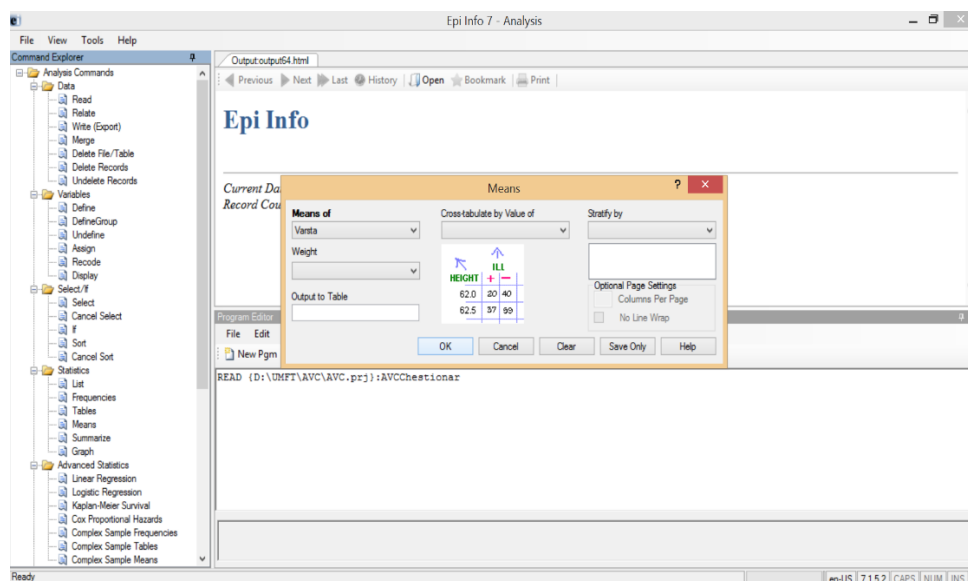 Epi Info 7 - Analysis
File View Tools Help
Command Explorer
Analysis Commands
Data
Read
Relate
Write (Export)
Merge
Delete File/Table
Delete Records
Undelete Records
Variables
Define
DefineGroup
Undefine
Assign
Recode
Display
Select/If
Select
Cancel Select
If
Sort
Cancel Sort
Statistics
List
Frequencies
Tables
Means
Summarize
Graph
Advanced Statistics
Linear Regression
Logistic Regression
Kaplan-Meier Survival
Cox Proportional Hazards
Complex Sample Frequencies
Complex Sample Tables
Complex Sample Means
Output:output64.html
Previous Next Last History Open Bookmark Print
Epi Info
Current Da
Record Cou
Means ?
Means of
Varsta
Cross-tabulate by Value of
Stratify by
Weight
Output to Table
ILL
HEIGHT + −
62.0 20 40
62.5 37 99
Optional Page Settings
Columns Per Page
No Line Wrap
OK Cancel Clear Save Only Help
Program Editor
File Edit
New Pgm
READ {D:\UMFT\AVC\AVC.prj}:AVCChestionar
Ready
en-US 7.1.5.2 CAPS NUM INS